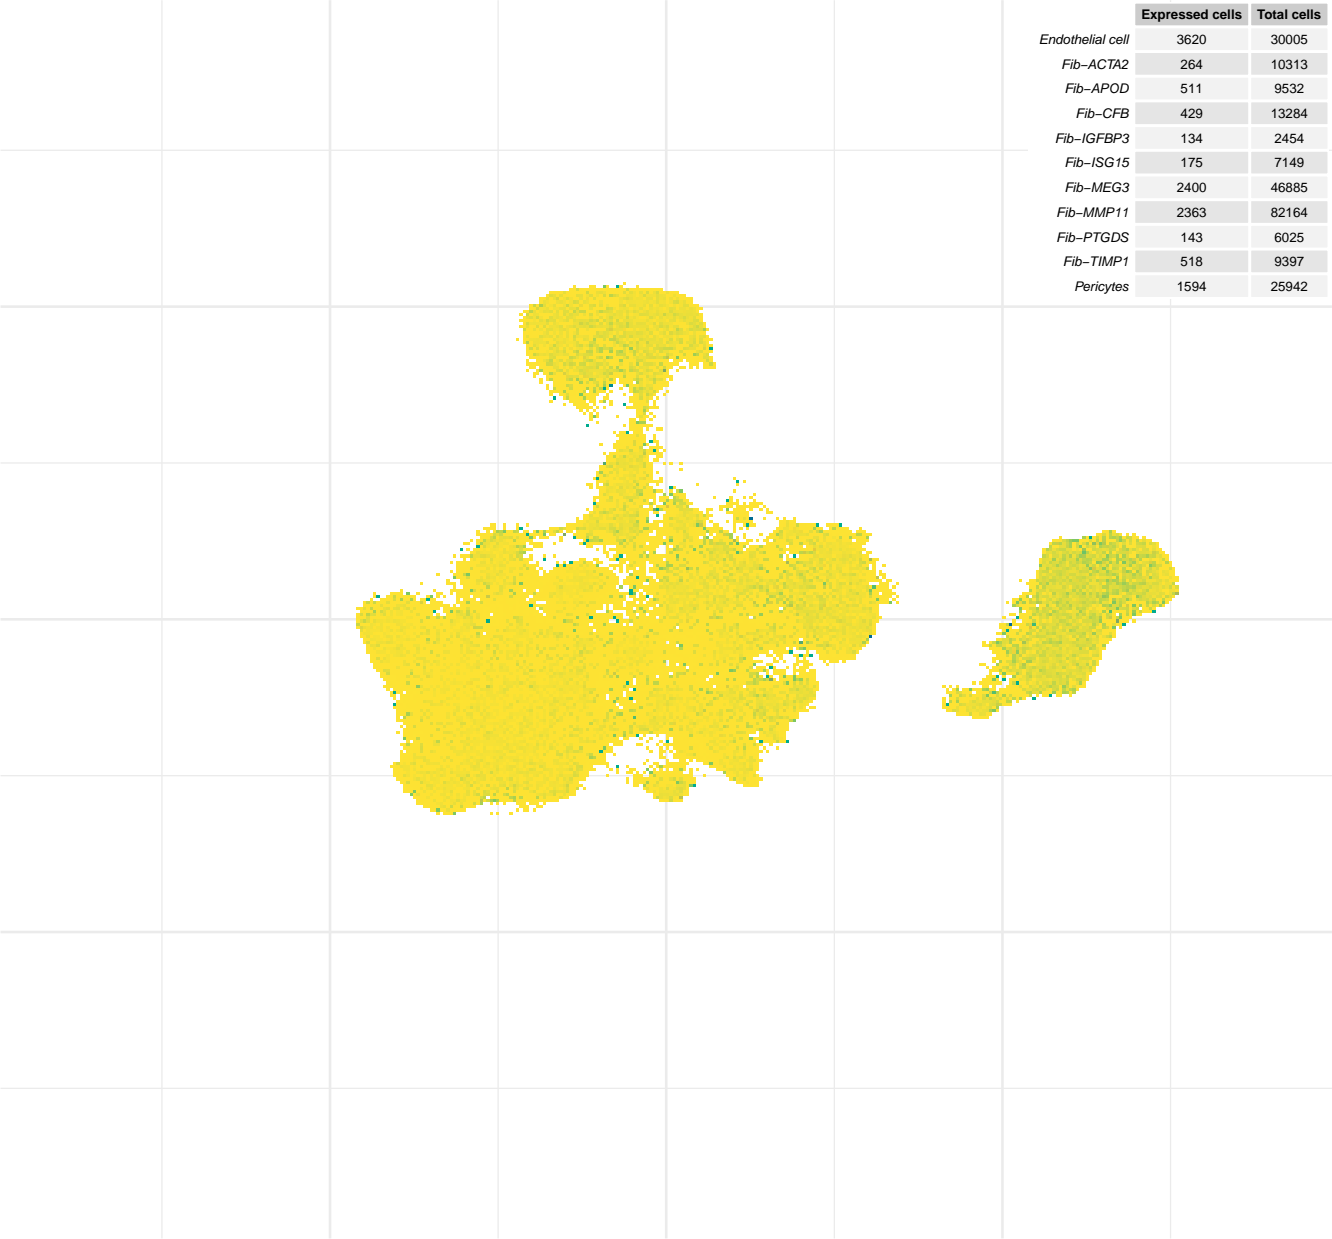 Expressed cells Total cells
Endothelial cell 3620 30005
Fib−ACTA2 264 10313
Fib−APOD 511 9532
Fib−CFB 429 13284
Fib−IGFBP3 134 2454
Fib−ISG15 175 7149
Fib−MEG3 2400 46885
Fib−MMP11 2363 82164
Fib−PTGDS 143 6025
Fib−TIMP1 518 9397
Pericytes 1594 25942